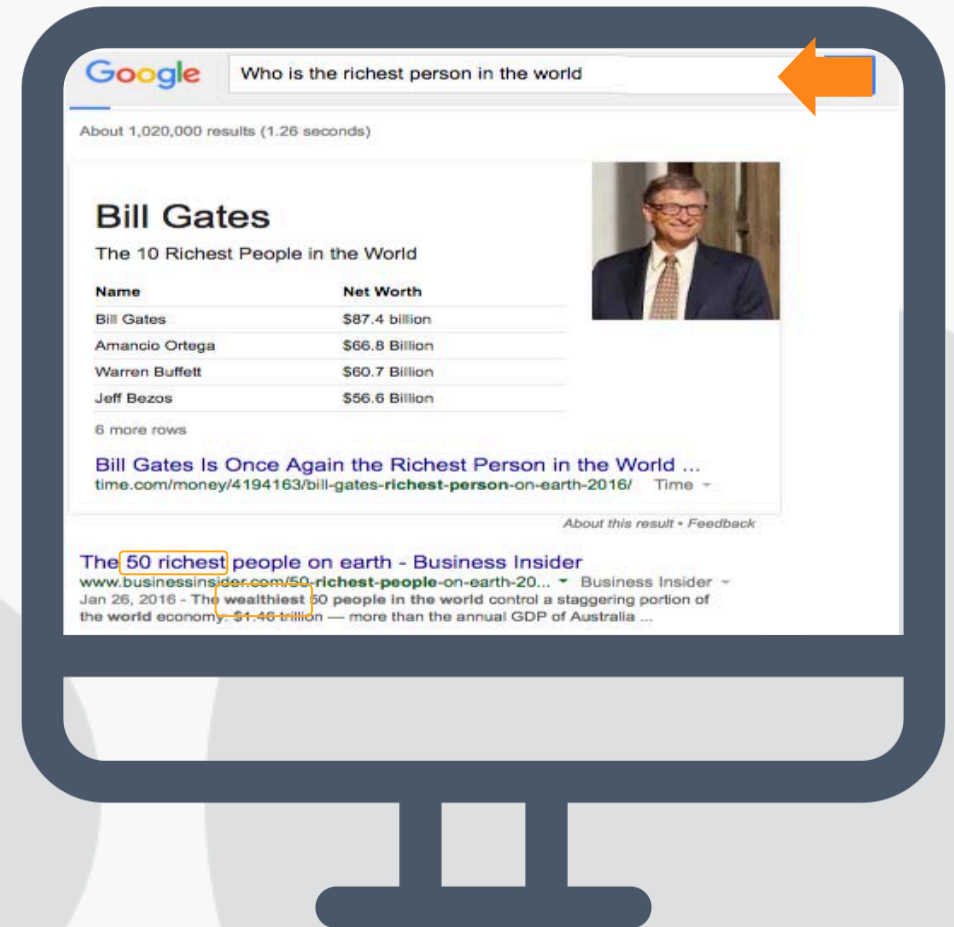 Google
Who is the richest person in the world
About 1,020,000 results (1.26 seconds)
Bill Gates
The 10 Richest People in the World
Name Net Worth
Bill Gates $87.4 billion
Amancio Ortega $66.8 Billion
Warren Buffett $60.7 Billion
Jeff Bezos $56.6 Billion
6 more rows
Bill Gates Is Once Again the Richest Person in the World ...
time.com/money/4194163/bill-gates-richest-person-on-earth-2016/ Time
About this result • Feedback
The 50 richest people on earth - Business Insider
www.businessinsider.com/50-richest-people-on-earth-20... Business Insider
Jan 26, 2016 - The wealthiest 50 people in the world control a staggering portion of
the world economy: $1.46 trillion — more than the annual GDP of Australia ...